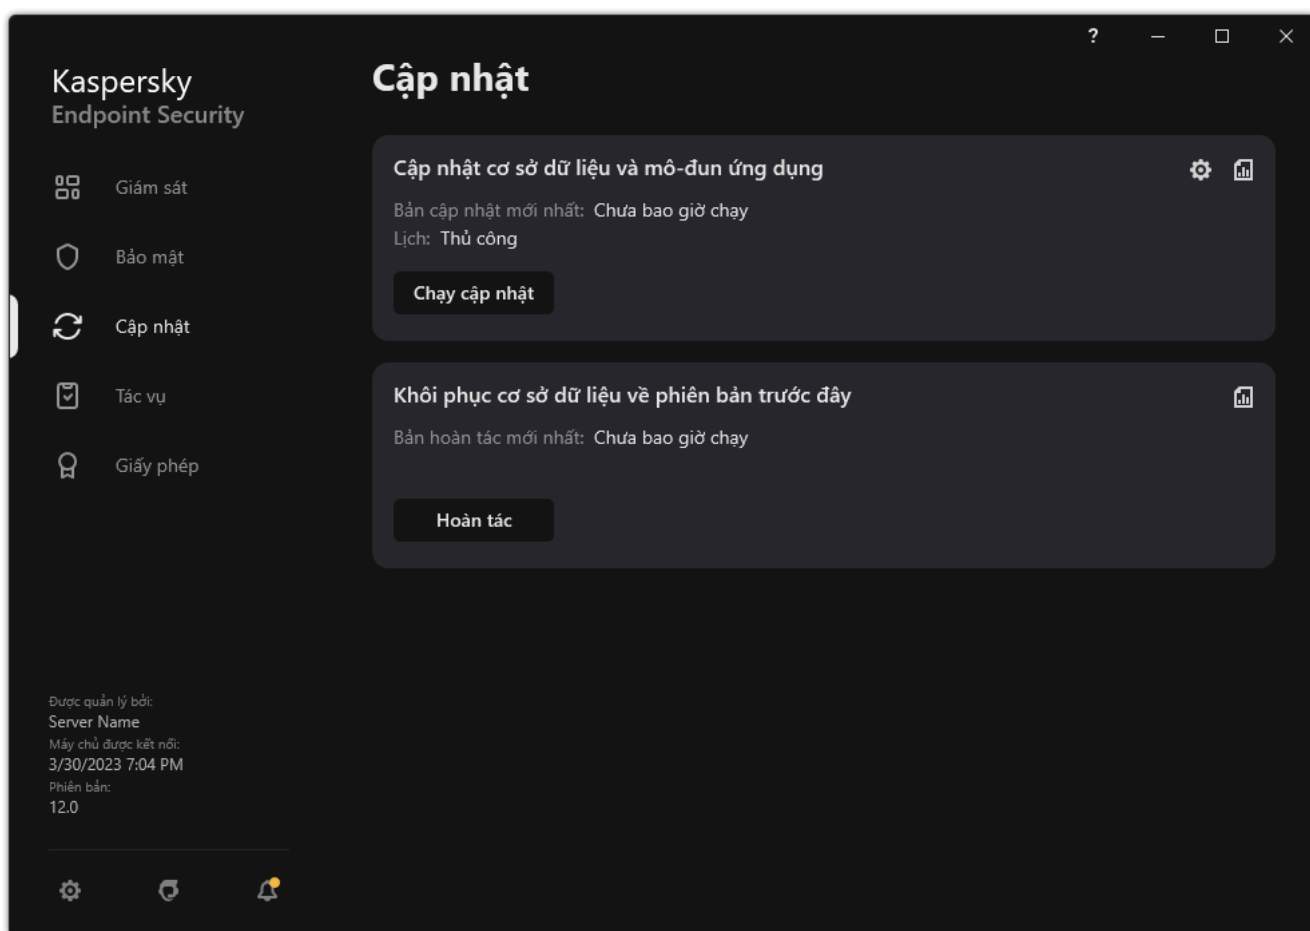 ?
Kaspersky
Endpoint Security
Giám sát
Bảo mật
Cập nhật
Tác vụ
Giấy phép
Được quản lý bởi:
Server Name
Máy chủ được kết nối:
3/30/2023 7:04 PM
Phiên bản:
12.0
Cập nhật
Cập nhật cơ sở dữ liệu và mô-đun ứng dụng
Bản cập nhật mới nhất: Chưa bao giờ chạy
Lịch: Thủ công
Chạy cập nhật
Khôi phục cơ sở dữ liệu về phiên bản trước đây
Bản hoàn tác mới nhất: Chưa bao giờ chạy
Hoàn tác